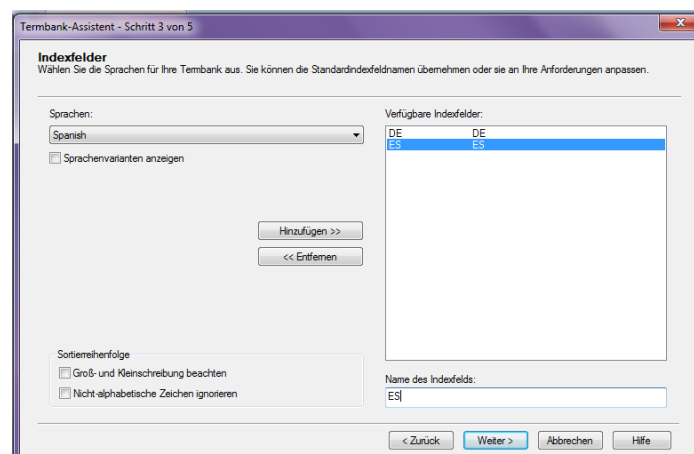 Termbank-Assistent - Schritt 3 von 5
Indexfelder
Wählen Sie die Sprachen für Ihre Termbank aus. Sie können die Standardindexfeldnamen übernehmen oder sie an Ihre Anforderungen anpassen.
Sprachen:
Spanish
Sprachenvarianten anzeigen
Hinzufügen >>
<< Entfernen
Verfügbare Indexfelder:
DE DE
ES ES
Sortierreihenfolge
Groß- und Kleinschreibung beachten
Nicht-alphabetische Zeichen ignorieren
Name des Indexfelds:
ES
< Zurück
Weiter >
Abbrechen
Hilfe